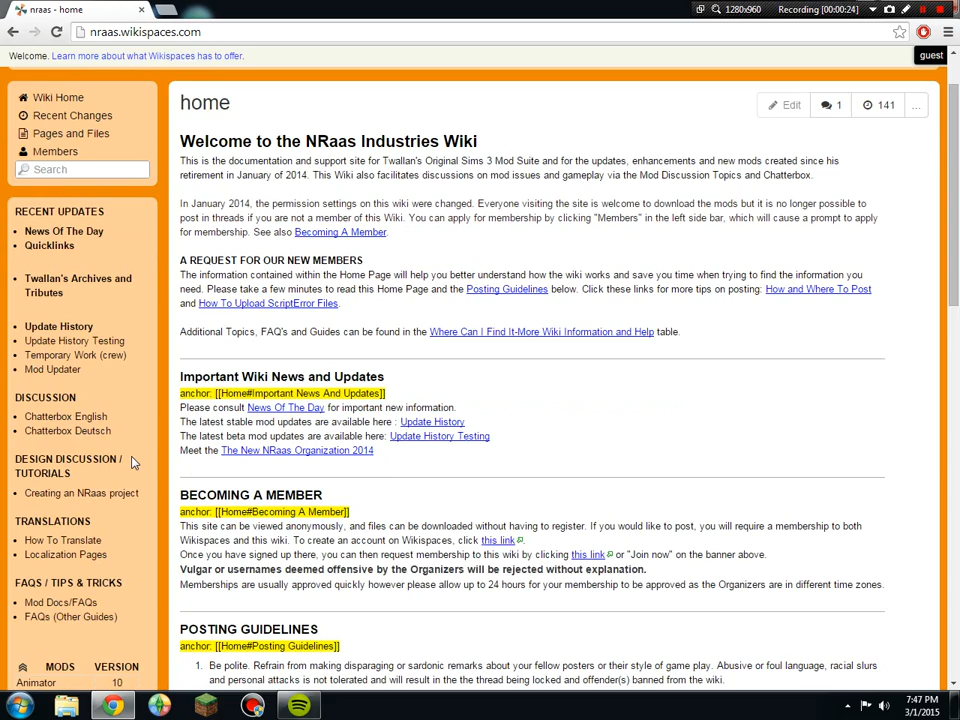 nraas - home
1280x960
Recording [00:00:24]
nraas.wikispaces.com
Welcome. Learn more about what Wikispaces has to offer.
guest
Wiki Home
Recent Changes
Pages and Files
Members
Search
RECENT UPDATES
News Of The Day
Quicklinks
Twallan's Archives and
Tributes
Update History
Update History Testing
Temporary Work (crew)
Mod Updater
DISCUSSION
Chatterbox English
Chatterbox Deutsch
DESIGN DISCUSSION /
TUTORIALS
Creating an NRaas project
TRANSLATIONS
How To Translate
Localization Pages
FAQS / TIPS & TRICKS
Mod Docs/FAQs
FAQs (Other Guides)
MODS VERSION
Animator 10
home
Edit 1 141 ...
Welcome to the NRaas Industries Wiki
This is the documentation and support site for Twallan's Original Sims 3 Mod Suite and for the updates, enhancements and new mods created since his
retirement in January of 2014. This Wiki also facilitates discussions on mod issues and gameplay via the Mod Discussion Topics and Chatterbox.
In January 2014, the permission settings on this wiki were changed. Everyone visiting the site is welcome to download the mods but it is no longer possible to
post in threads if you are not a member of this Wiki. You can apply for membership by clicking "Members" in the left side bar, which will cause a prompt to apply
for membership. See also Becoming A Member.
A REQUEST FOR OUR NEW MEMBERS
The information contained within the Home Page will help you better understand how the wiki works and save you time when trying to find the information you
need. Please take a few minutes to read this Home Page and the Posting Guidelines below. Click these links for more tips on posting: How and Where To Post
and How To Upload ScriptError Files.
Additional Topics, FAQ's and Guides can be found in the Where Can I Find It-More Wiki Information and Help table.
Important Wiki News and Updates
anchor: [[Home#Important News And Updates]]
Please consult News Of The Day for important new information.
The latest stable mod updates are available here : Update History
The latest beta mod updates are available here: Update History Testing
Meet the The New NRaas Organization 2014
BECOMING A MEMBER
anchor: [[Home#Becoming A Member]]
This site can be viewed anonymously, and files can be downloaded without having to register. If you would like to post, you will require a membership to both
Wikispaces and this wiki. To create an account on Wikispaces, click this link.
Once you have signed up there, you can then request membership to this wiki by clicking this link or "Join now" on the banner above.
Vulgar or usernames deemed offensive by the Organizers will be rejected without explanation.
Memberships are usually approved quickly however please allow up to 24 hours for your membership to be approved as the Organizers are in different time zones.
POSTING GUIDELINES
anchor: [[Home#Posting Guidelines]]
1. Be polite. Refrain from making disparaging or sardonic remarks about your fellow posters or their style of game play. Abusive or foul language, racial slurs
and personal attacks is not tolerated and will result in the the thread being locked and offender(s) banned from the wiki.
7:47 PM
3/1/2015